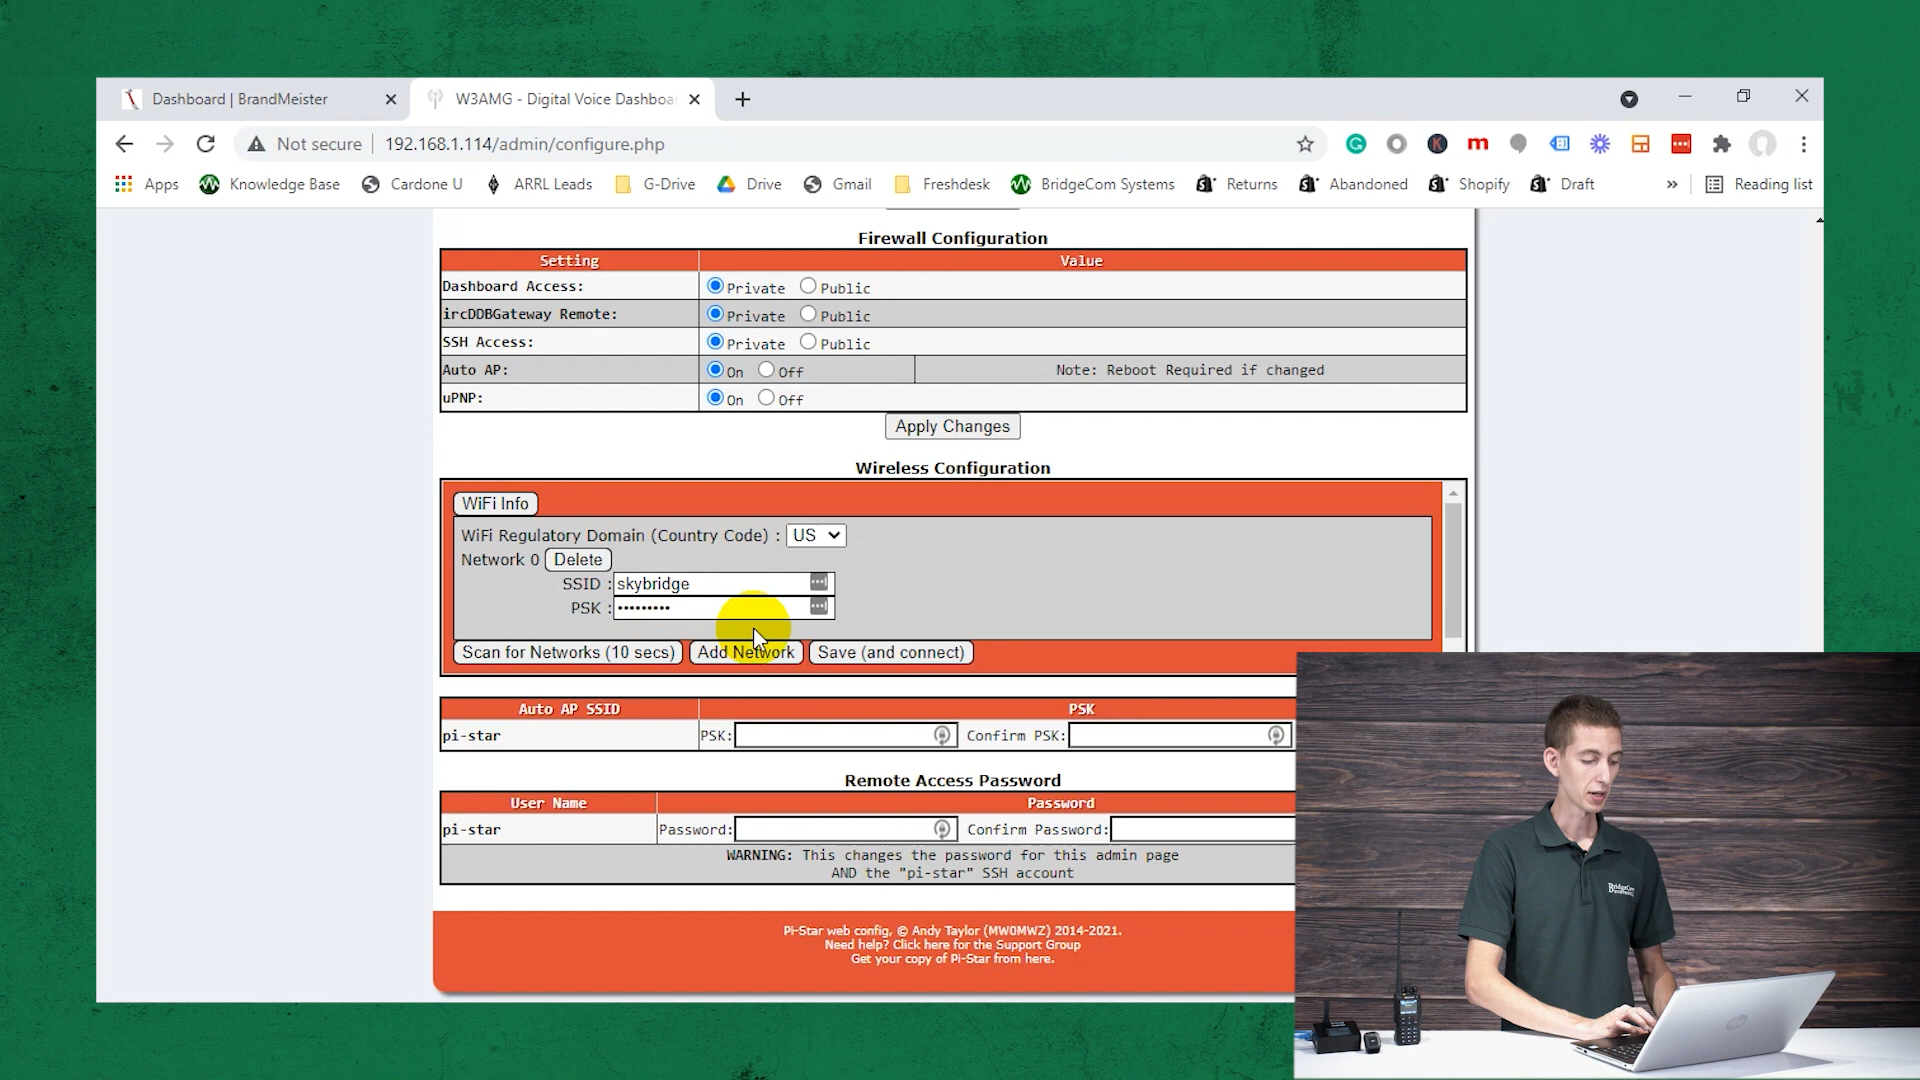 Dashboard | BrandMeister
W3AMG - Digital Voice Dashboa
Not secure 192.168.1.114/admin/configure.php
Apps Knowledge Base Cardone U ARRL Leads G-Drive Drive Gmail Freshdesk BridgeCom Systems Returns Abandoned Shopify Draft » Reading list
Firewall Configuration
Setting Value
Dashboard Access: Private Public
ircDDBGateway Remote: Private Public
SSH Access: Private Public
Auto AP: On Off Note: Reboot Required if changed
uPNP: On Off
Apply Changes
Wireless Configuration
WiFi Info
WiFi Regulatory Domain (Country Code) : US
Network 0 Delete
SSID : skybridge
PSK : •••••••••
Scan for Networks (10 secs) Add Network Save (and connect)
Auto AP SSID PSK
pi-star PSK: Confirm PSK:
Remote Access Password
User Name Password
pi-star Password: Confirm Password:
WARNING: This changes the password for this admin page
AND the "pi-star" SSH account
Pi-Star web config, © Andy Taylor (MW0MWZ) 2014-2021.
Need help? Click here for the Support Group
Get your copy of Pi-Star from here.